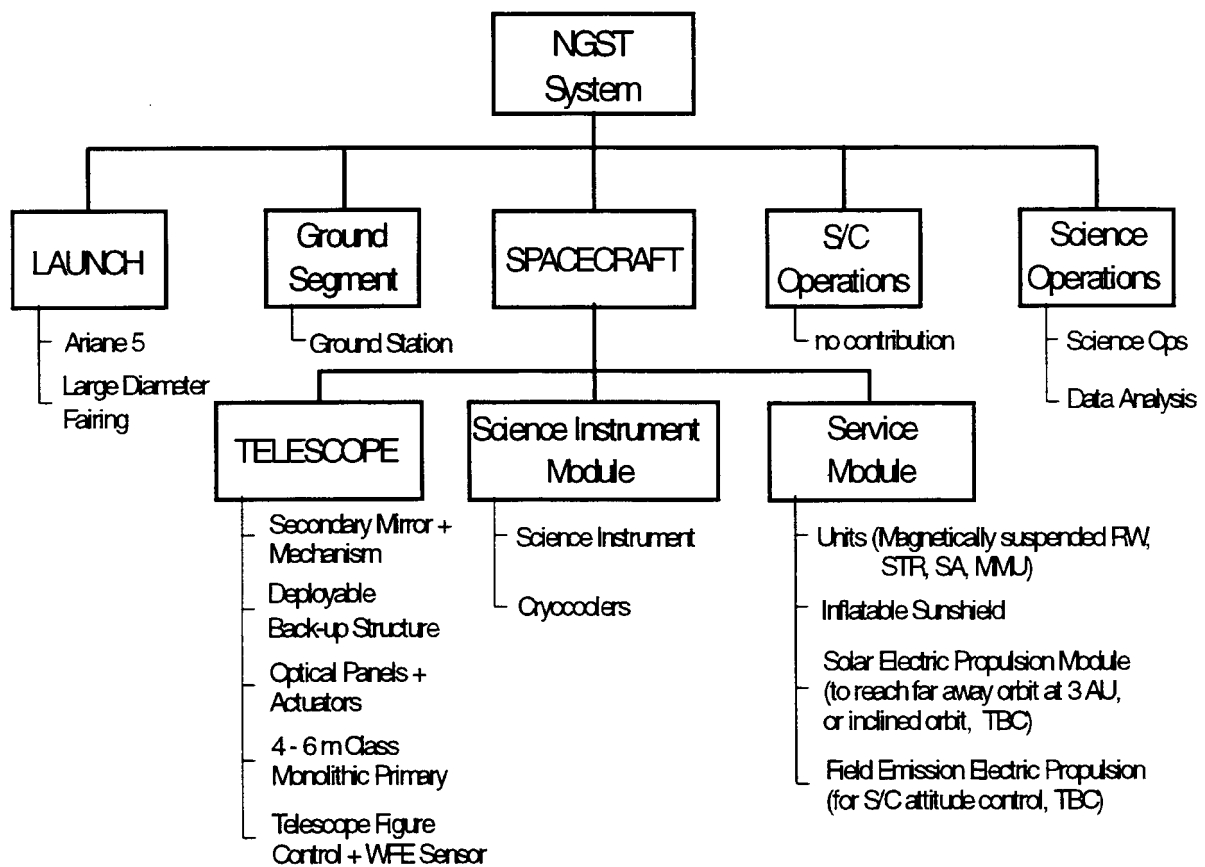 NGST
System
LAUNCH
Ground
Segment
SPACECRAFT
S/C
Operations
Science
Operations
Ariane 5
Large Diameter
Fairing
Ground Station
no contribution
Science Ops
Data Analysis
TELESCOPE
Science Instrument
Module
Service
Module
Secondary Mirror +
Mechanism
Deployable
Back-up Structure
Optical Panels +
Actuators
4 - 6 m Class
Monolithic Primary
Telescope Figure
Control + WFE Sensor
Science Instrument
Cryocoolers
Units (Magnetically suspended RW,
STR, SA, MMU)
Inflatable Sunshield
Solar Electric Propulsion Module
(to reach far away orbit at 3 AU,
or inclined orbit, TBC)
Field Emission Electric Propulsion
(for S/C attitude control, TBC)